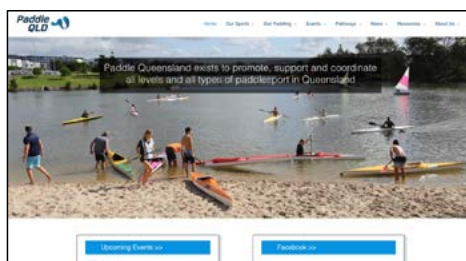 Paddle
QLD
Home Our Sports Our Paddling Events Pathways News Resources About Us
Paddle Queensland exists to promote, support and coordinate
all levels and all types of paddlesport in Queensland
Upcoming Events >>
Facebook >>